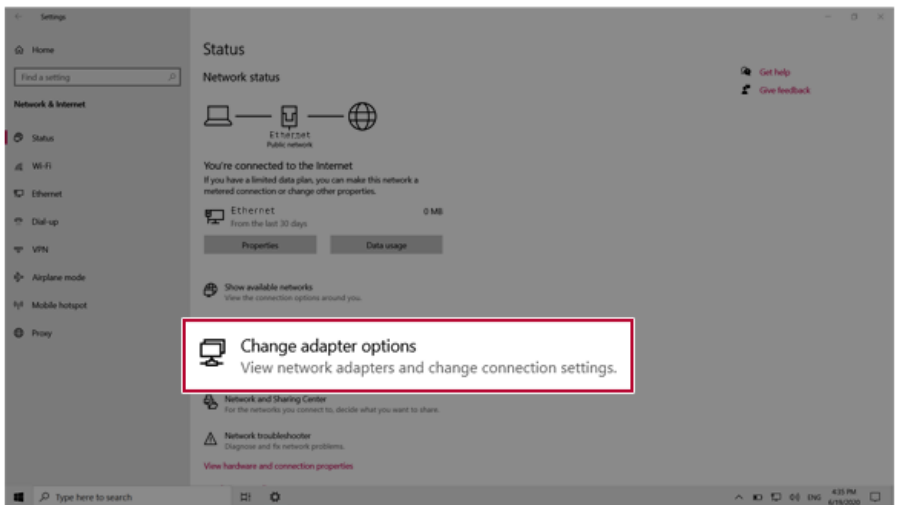 Settings
Home
Find a setting
Network & Internet
Status
Wi-Fi
Ethernet
Dial-up
VPN
Airplane mode
Mobile hotspot
Proxy
Status
Network status
Ethernet
Public network
You're connected to the Internet
If you have a limited data plan, you can make this network a
metered connection or change other properties.
Ethernet
0 MB
From the last 30 days
Properties
Data usage
Show available networks
View the connection options around you.
Change adapter options
View network adapters and change connection settings.
Network and Sharing Center
For the networks you connect to, decide what you want to share.
Network troubleshooter
Diagnose and fix network problems.
View hardware and connection properties
Get help
Give feedback
Type here to search
ENG
4:35 PM
6/19/2020